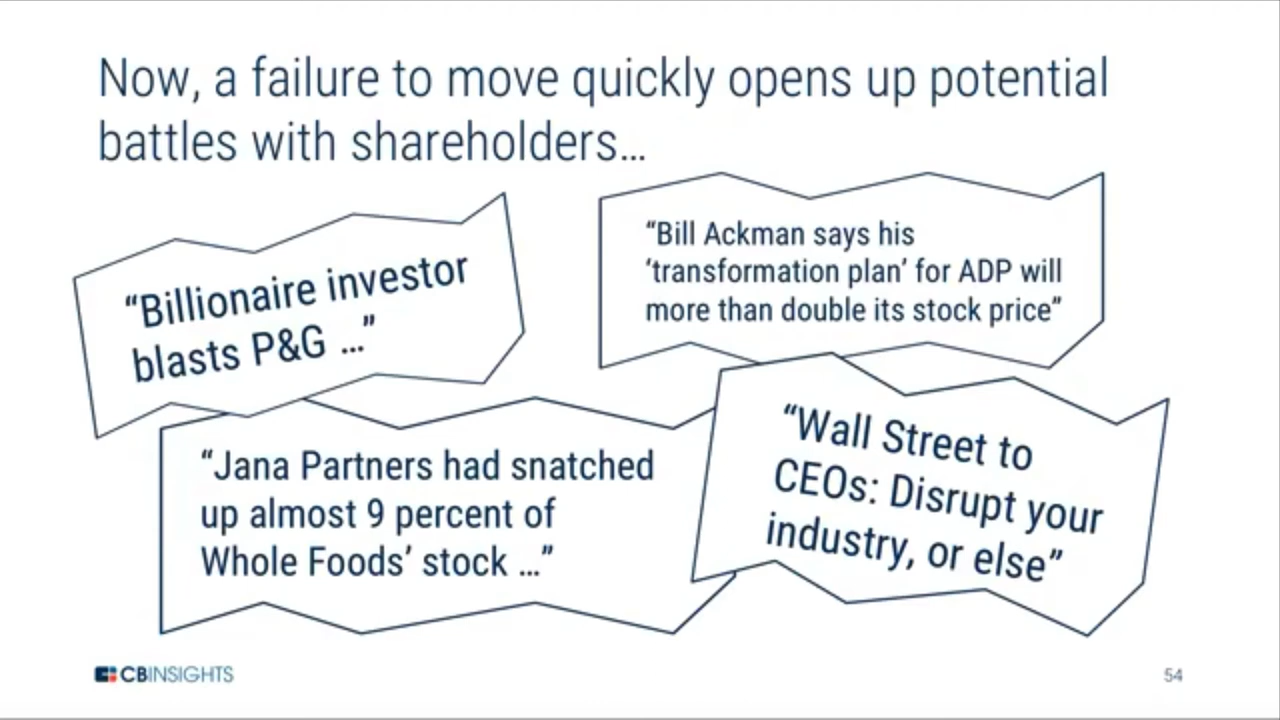 Now, a failure to move quickly opens up potential
battles with shareholders…
“Billionaire investor
blasts P&G …”
“Bill Ackman says his
‘transformation plan’ for ADP will
more than double its stock price”
“Jana Partners had snatched
up almost 9 percent of
Whole Foods’ stock …”
“Wall Street to
CEOs: Disrupt your
industry, or else”
CBINSIGHTS
54